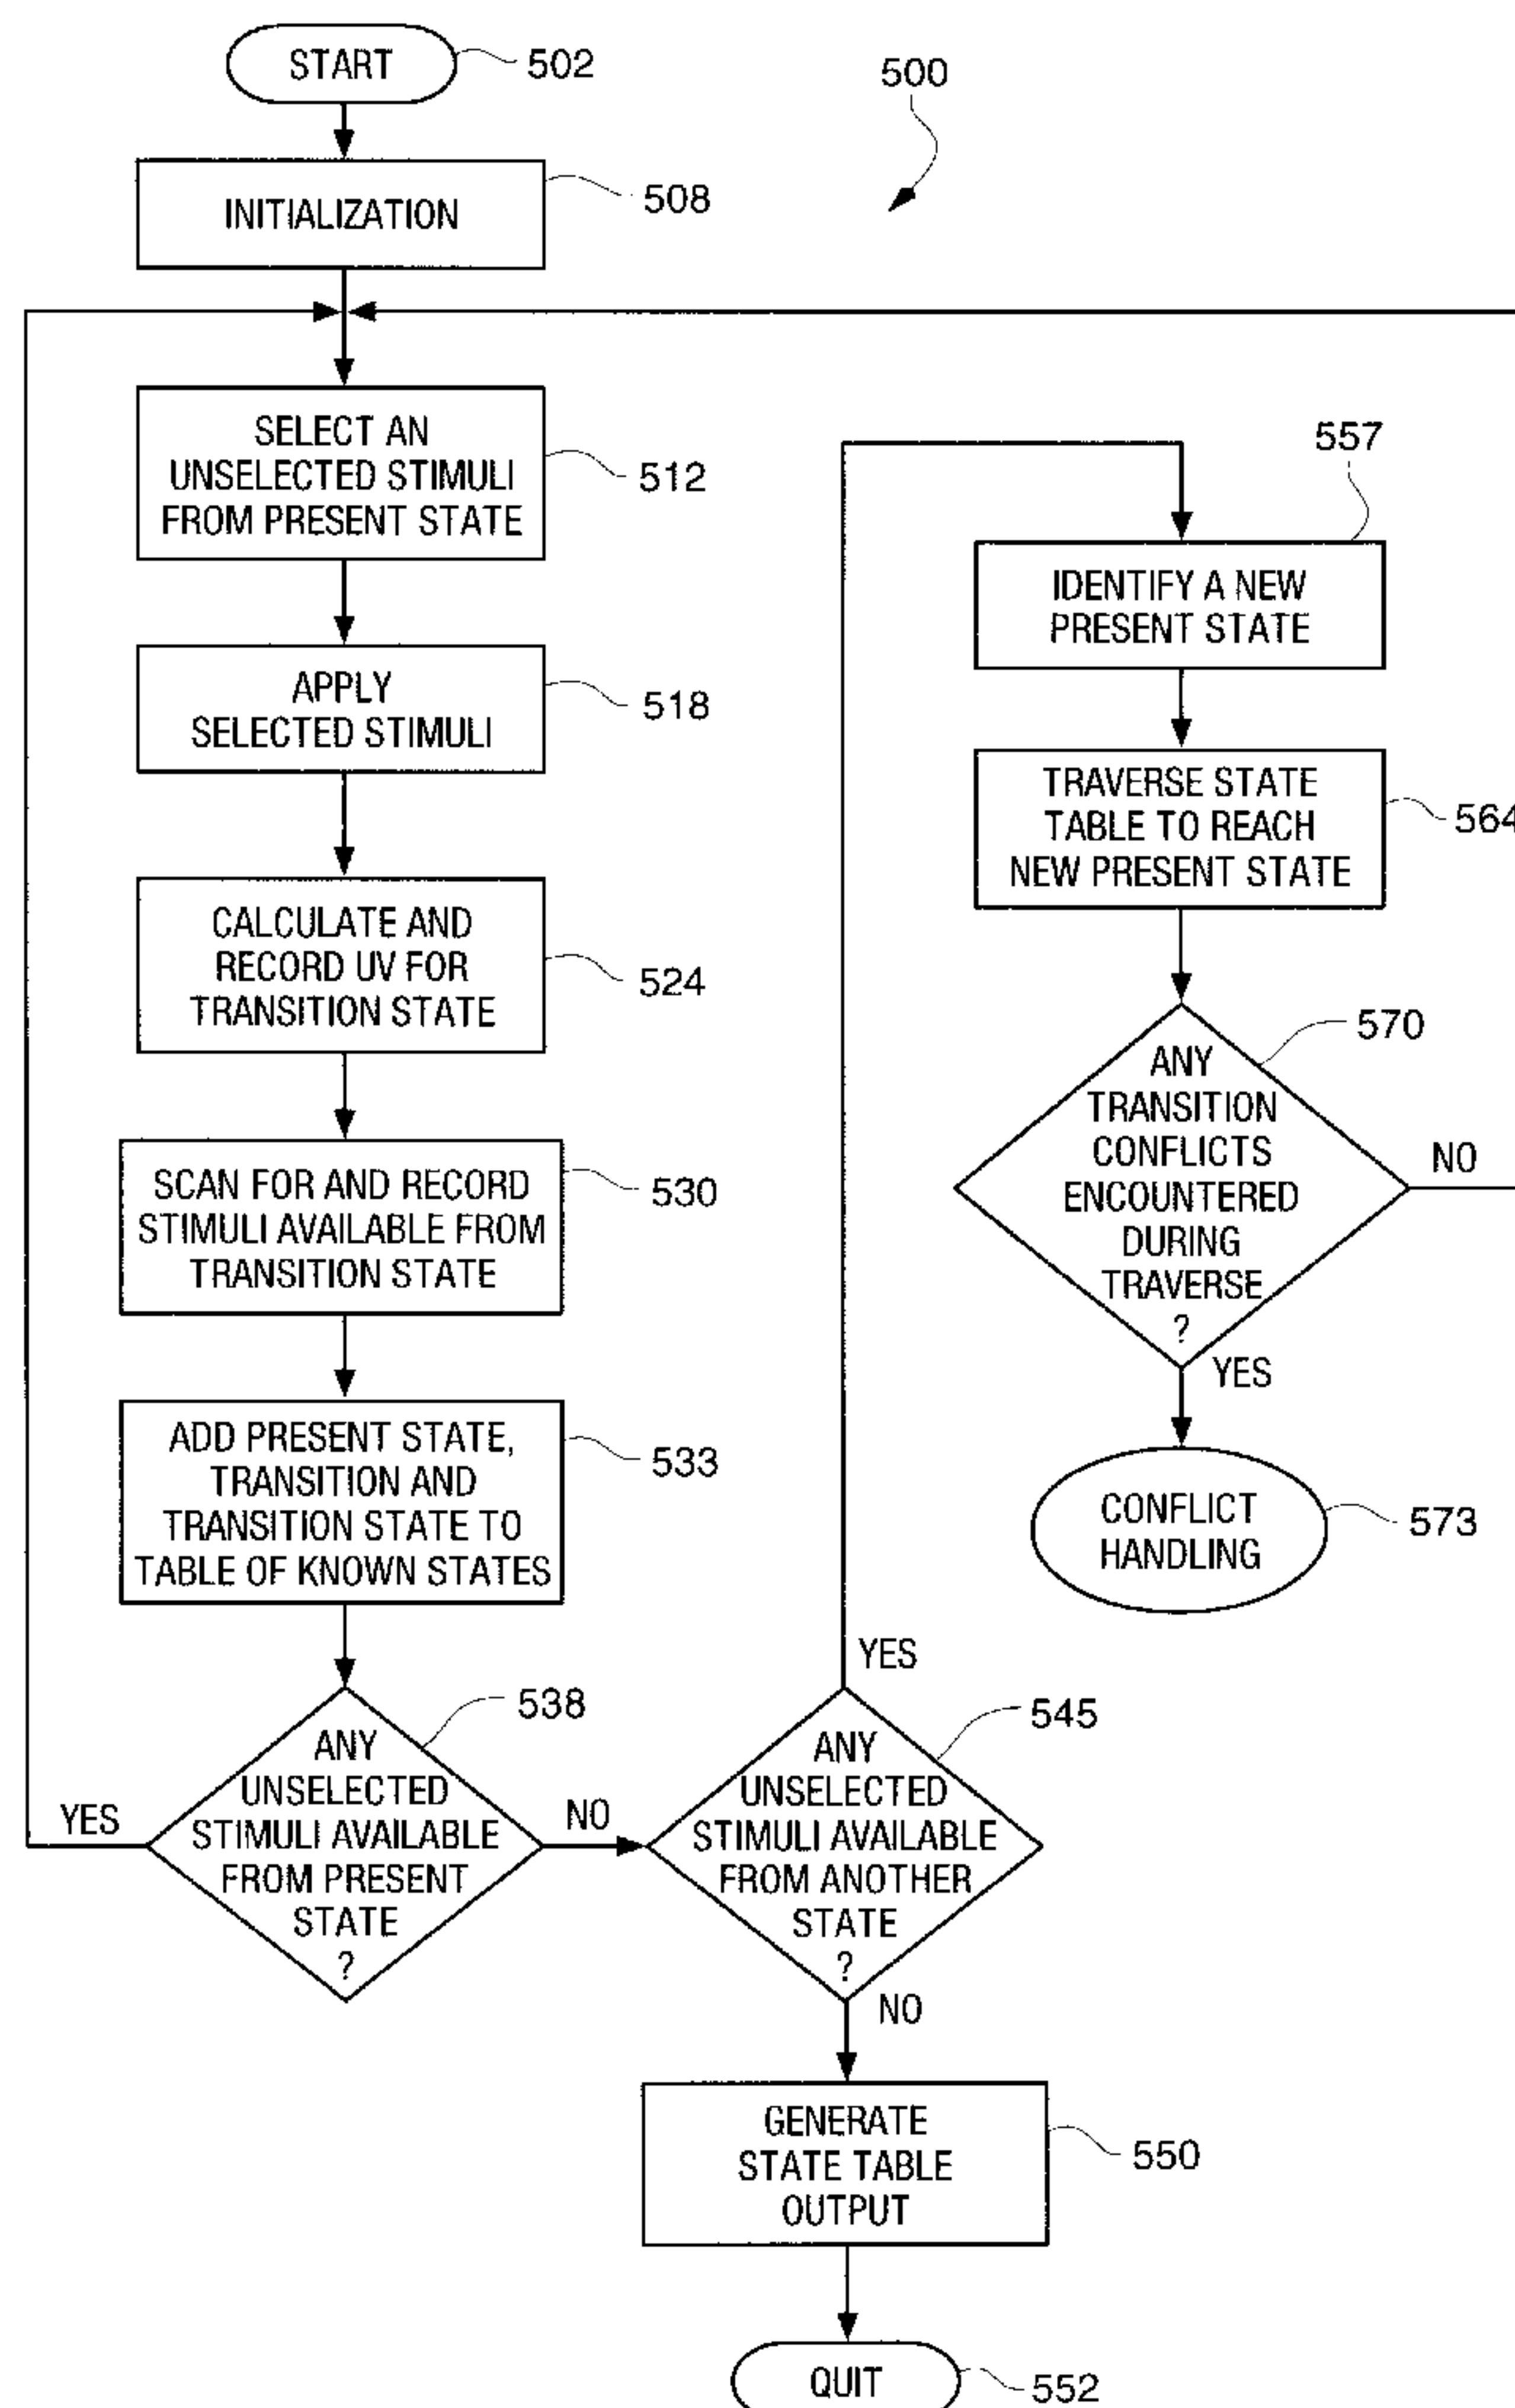 START
502
500
INITIALIZATION
508
SELECT AN
UNSELECTED STIMULI
FROM PRESENT STATE
512
APPLY
SELECTED STIMULI
518
CALCULATE AND
RECORD UV FOR
TRANSITION STATE
524
SCAN FOR AND RECORD
STIMULI AVAILABLE FROM
TRANSITION STATE
530
ADD PRESENT STATE,
TRANSITION AND
TRANSITION STATE TO
TABLE OF KNOWN STATES
533
ANY
UNSELECTED
STIMULI AVAILABLE
FROM PRESENT
STATE
?
538
YES
NO
ANY
UNSELECTED
STIMULI AVAILABLE
FROM ANOTHER
STATE
?
545
YES
NO
GENERATE
STATE TABLE
OUTPUT
550
QUIT
552
557
IDENTIFY A NEW
PRESENT STATE
TRAVERSE STATE
TABLE TO REACH
NEW PRESENT STATE
564
ANY
TRANSITION
CONFLICTS
ENCOUNTERED
DURING
TRAVERSE
?
570
NO
YES
CONFLICT
HANDLING
573